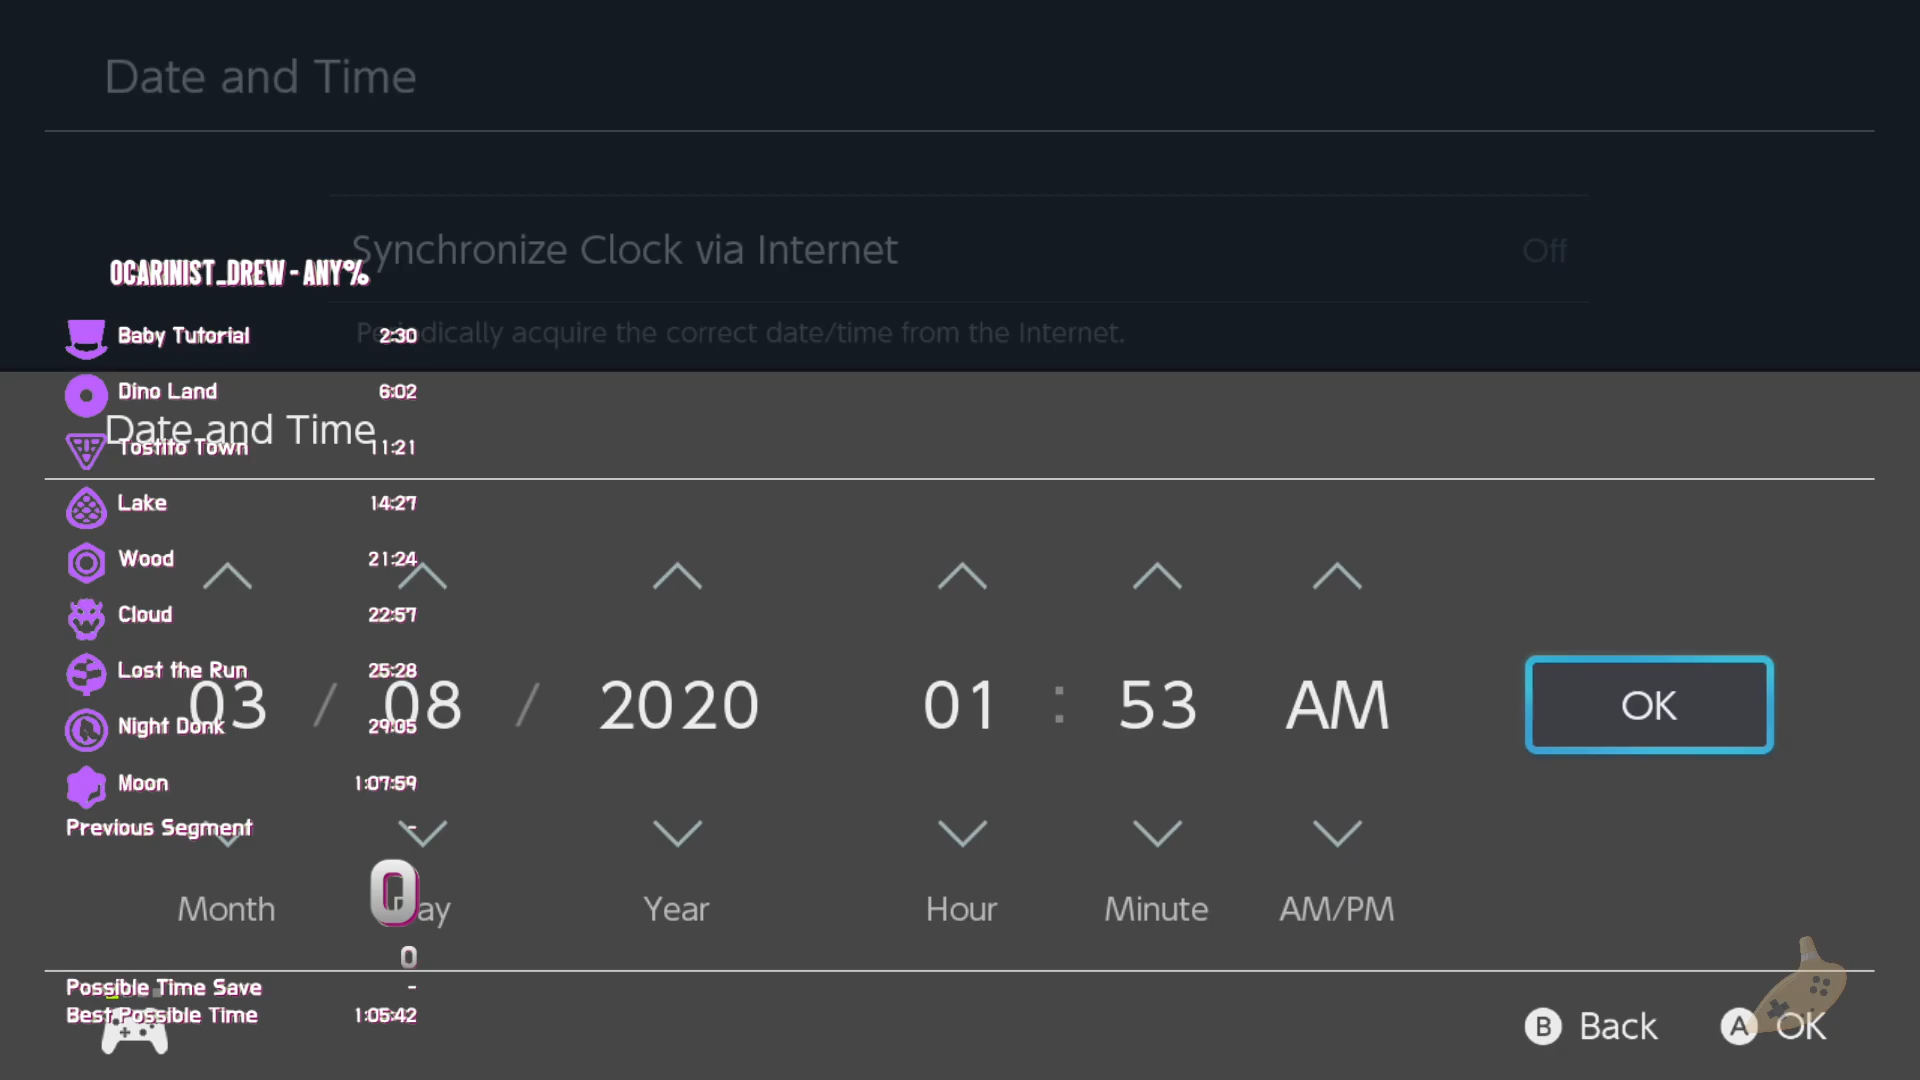 Date and Time
Synchronize Clock via Internet Off
Periodically acquire the correct date/time from the Internet.
OCARINIST_DREW - ANY%
Baby Tutorial 2:30
Dino Land 6:02
Date and Time
Tostito Town 11:21
Lake 14:27
Wood 21:24
Cloud 22:57
Lost the Run 25:28
03 / 08 / 2020 01 : 53 AM OK
Night Donk 29:05
Moon 1:07:59
Previous Segment -
0
Month Day Year Hour Minute AM/PM
0
Possible Time Save -
Best Possible Time 1:05:42
B Back A OK